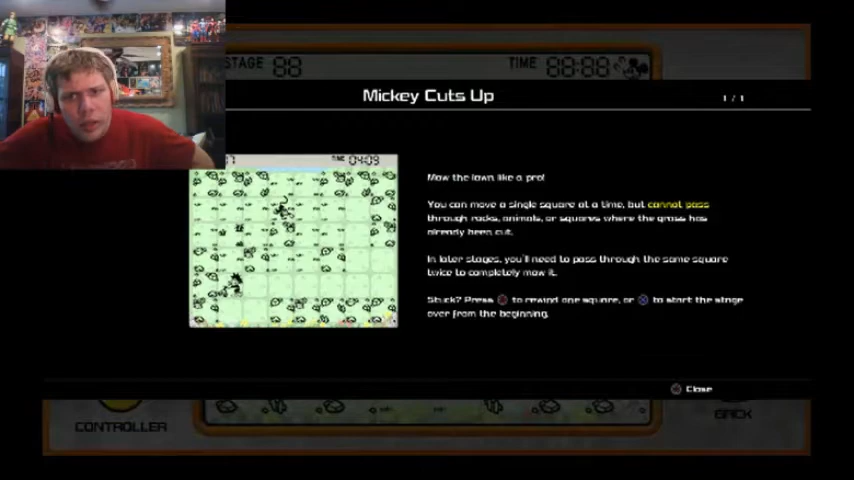 STAGE 88 TIME 88:88
Mickey Cuts Up 1 / 1
TIME 04:09
Mow the lawn like a pro!
You can move a single square at a time, but cannot pass
through rocks, animals, or squares where the grass has
already been cut.
In later stages, you'll need to pass through the same square
twice to completely mow it.
Stuck? Press to rewind one square, or to start the stage
over from the beginning.
Close
CONTROLLER BACK